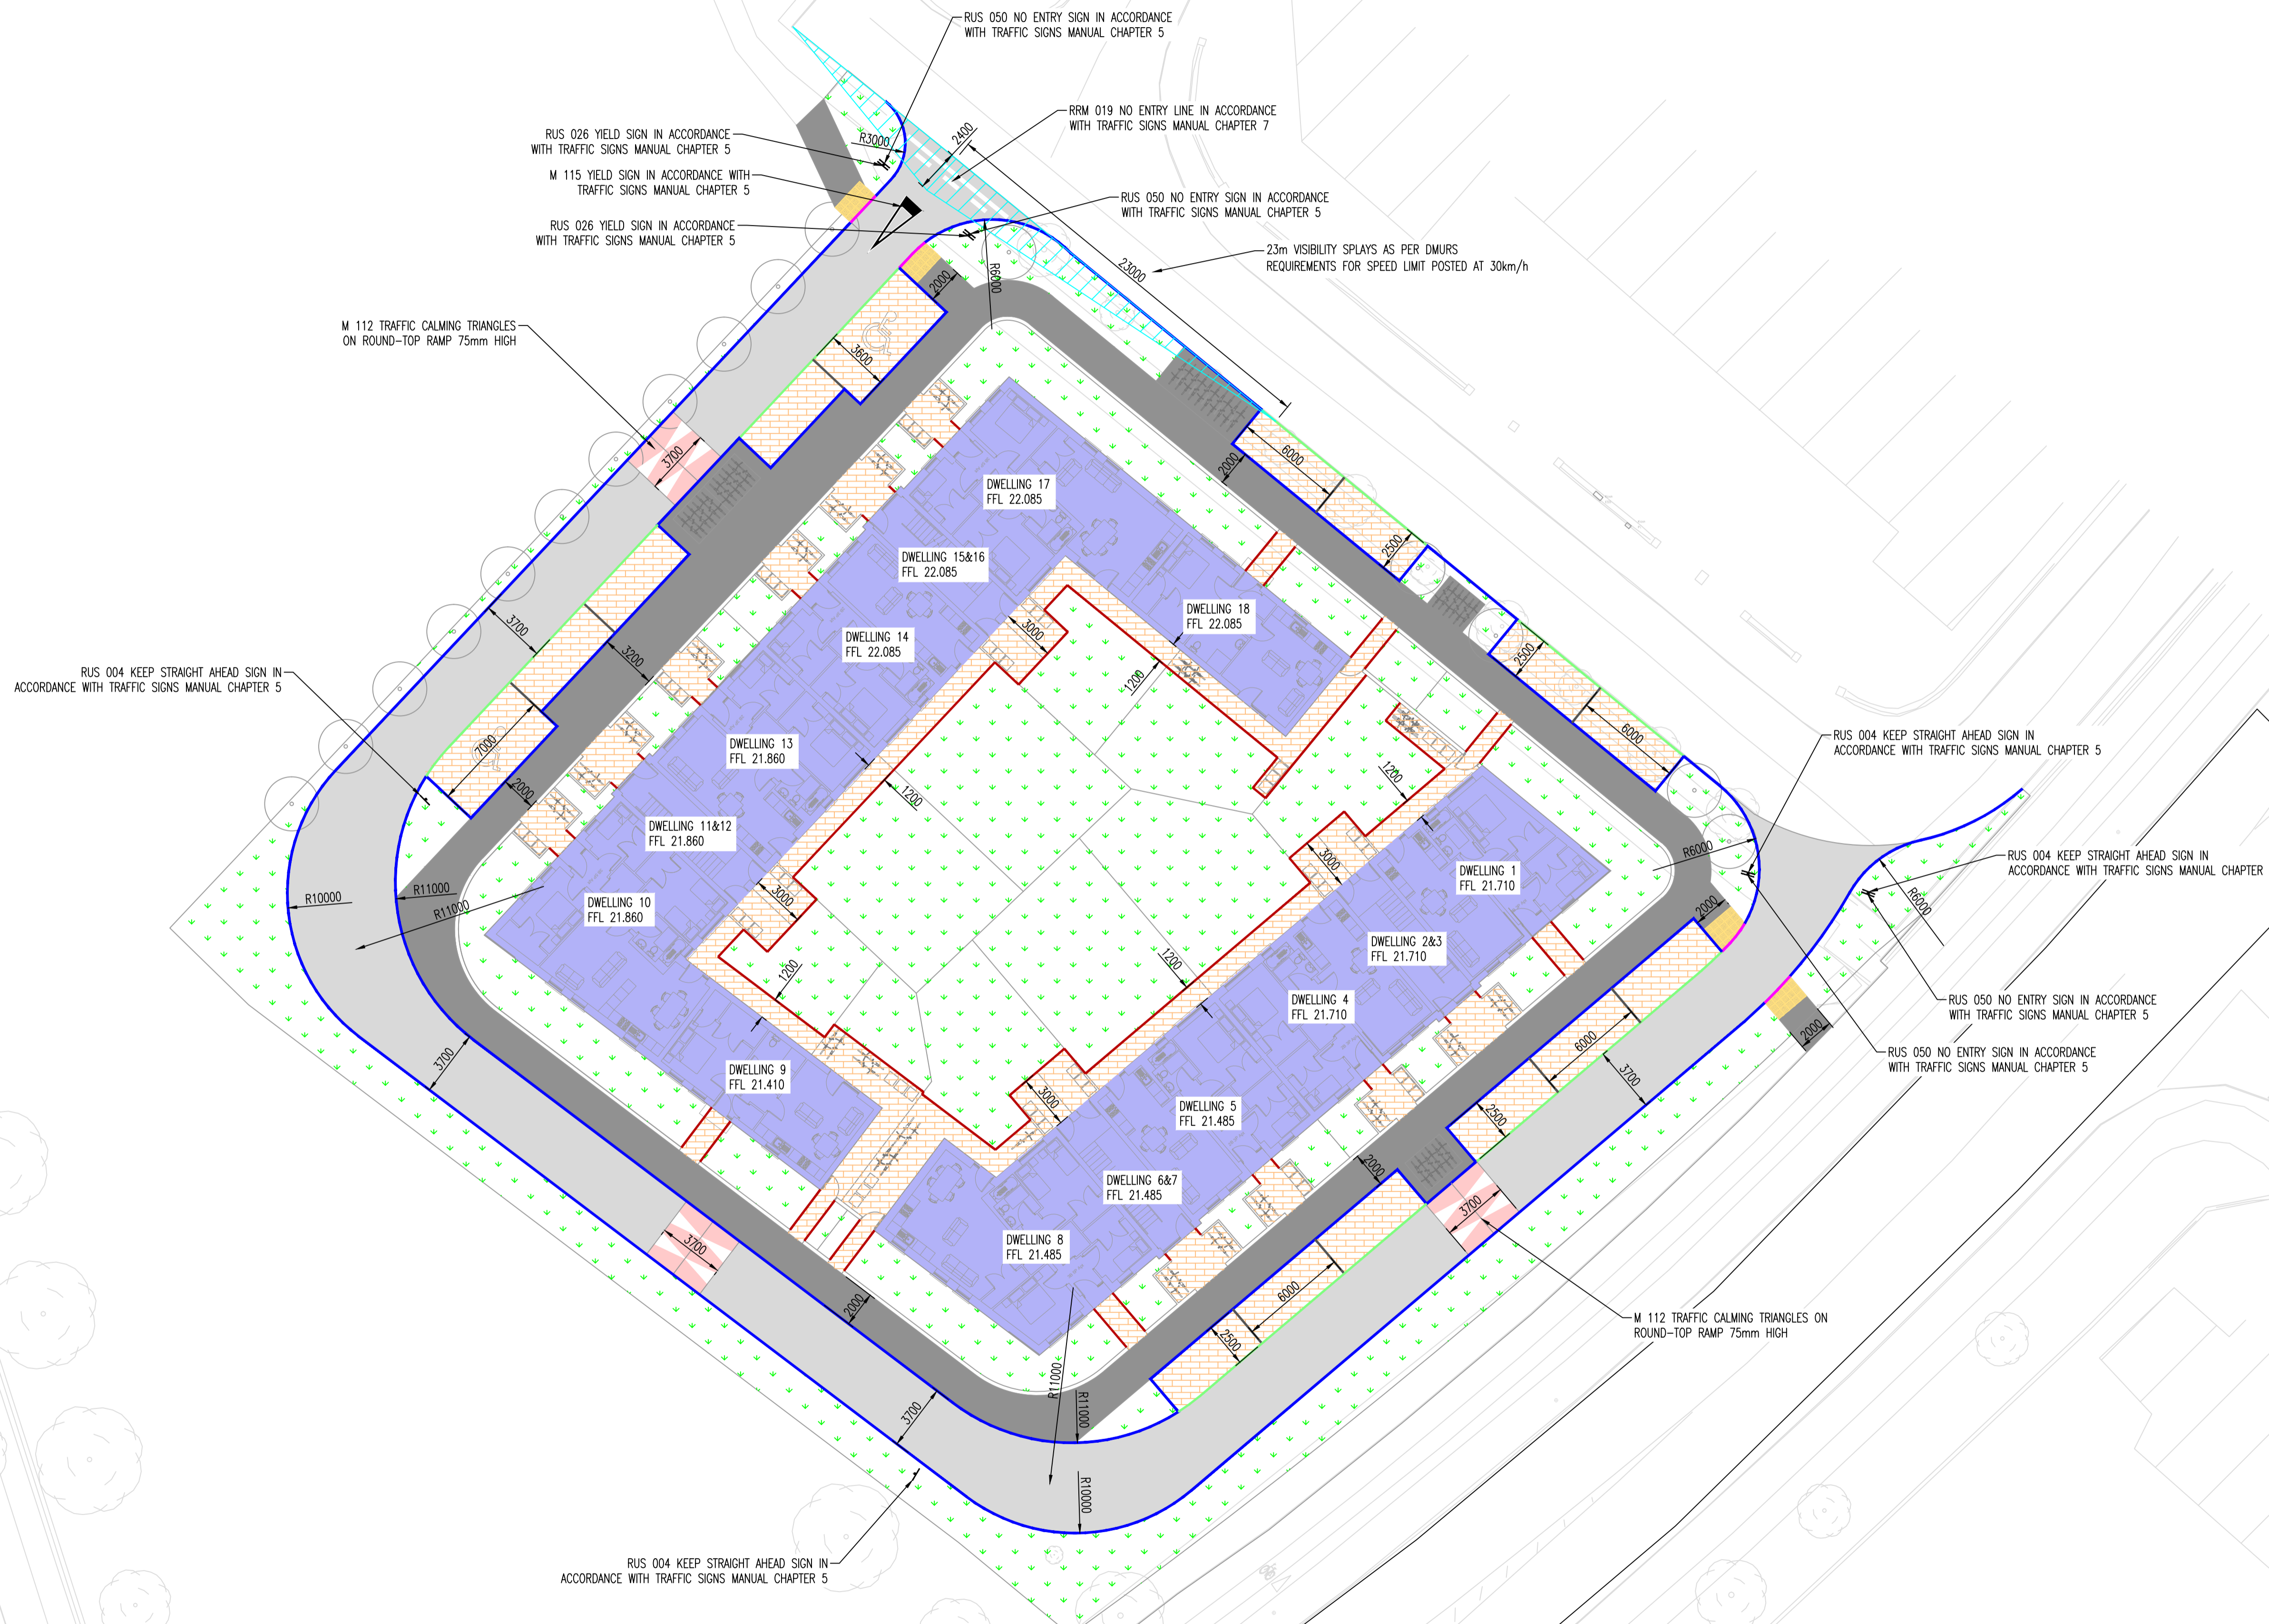 RUS 050 NO ENTRY SIGN IN ACCORDANCE
WITH TRAFFIC SIGNS MANUAL CHAPTER 5
RRM 019 NO ENTRY LINE IN ACCORDANCE
WITH TRAFFIC SIGNS MANUAL CHAPTER 7
RUS 026 YIELD SIGN IN ACCORDANCE
WITH TRAFFIC SIGNS MANUAL CHAPTER 5
R3000
2400
M 115 YIELD SIGN IN ACCORDANCE WITH
TRAFFIC SIGNS MANUAL CHAPTER 5
RUS 050 NO ENTRY SIGN IN ACCORDANCE
WITH TRAFFIC SIGNS MANUAL CHAPTER 5
RUS 026 YIELD SIGN IN ACCORDANCE
WITH TRAFFIC SIGNS MANUAL CHAPTER 5
23m VISIBILITY SPLAYS AS PER DMURS
REQUIREMENTS FOR SPEED LIMIT POSTED AT 30km/h
23000
R6000
2000
M 112 TRAFFIC CALMING TRIANGLES
ON ROUND-TOP RAMP 75mm HIGH
3600
3700
6000
2000
2500
DWELLING 17
FFL 22.085
DWELLING 15&16
FFL 22.085
DWELLING 18
FFL 22.085
DWELLING 14
FFL 22.085
3000
1200
3700
3200
2500
6000
RUS 004 KEEP STRAIGHT AHEAD SIGN IN
ACCORDANCE WITH TRAFFIC SIGNS MANUAL CHAPTER 5
7000
2000
DWELLING 13
FFL 21.860
1200
1200
RUS 004 KEEP STRAIGHT AHEAD SIGN IN
ACCORDANCE WITH TRAFFIC SIGNS MANUAL CHAPTER 5
DWELLING 11&12
FFL 21.860
3000
R6000
RUS 004 KEEP STRAIGHT AHEAD SIGN IN
ACCORDANCE WITH TRAFFIC SIGNS MANUAL CHAPTER
DWELLING 1
FFL 21.710
R10000
R11000
R11000
DWELLING 10
FFL 21.860
3000
2000
R6000
DWELLING 2&3
FFL 21.710
1200
1200
DWELLING 4
FFL 21.710
RUS 050 NO ENTRY SIGN IN ACCORDANCE
WITH TRAFFIC SIGNS MANUAL CHAPTER 5
2000
6000
3700
RUS 050 NO ENTRY SIGN IN ACCORDANCE
WITH TRAFFIC SIGNS MANUAL CHAPTER 5
3700
DWELLING 9
FFL 21.410
3000
DWELLING 5
FFL 21.485
2500
2000
DWELLING 6&7
FFL 21.485
3700
3700
DWELLING 8
FFL 21.485
2000
6000
2500
M 112 TRAFFIC CALMING TRIANGLES ON
ROUND-TOP RAMP 75mm HIGH
R11000
R11000
3700
R10000
RUS 004 KEEP STRAIGHT AHEAD SIGN IN
ACCORDANCE WITH TRAFFIC SIGNS MANUAL CHAPTER 5